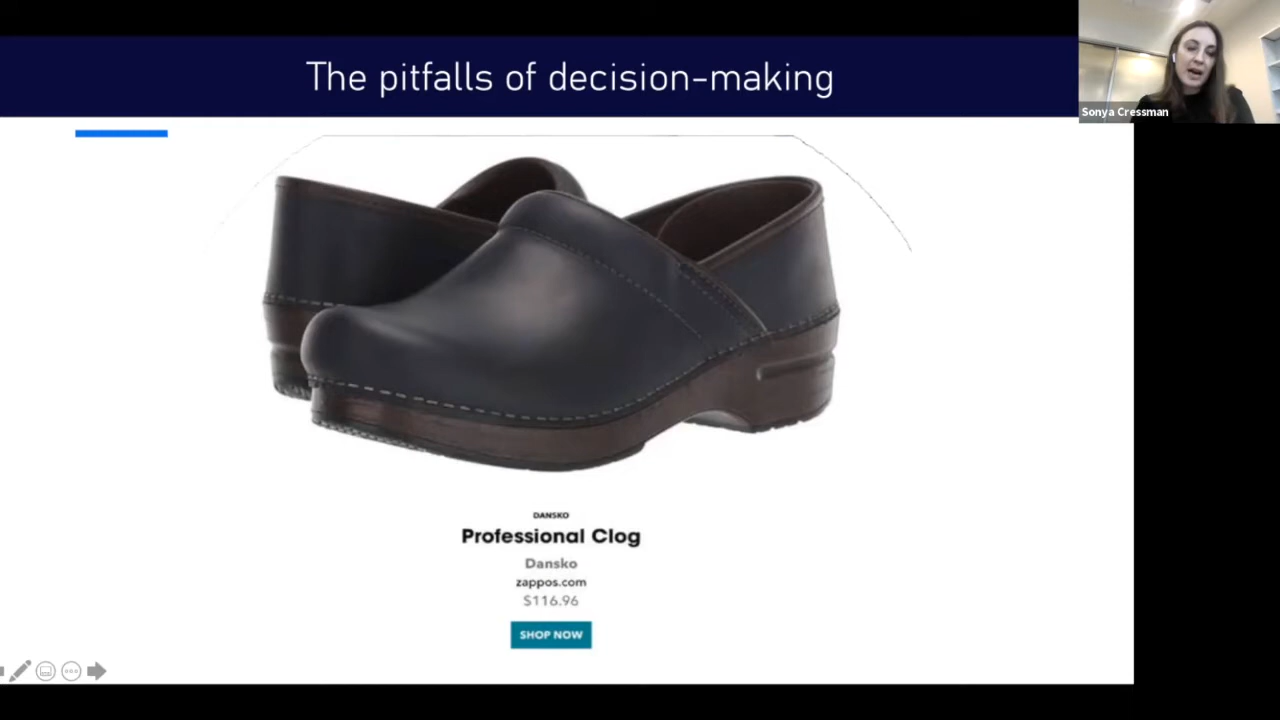 The pitfalls of decision-making
Sonya Cressman
DANSKO
Professional Clog
Dansko
zappos.com
$116.96
SHOP NOW